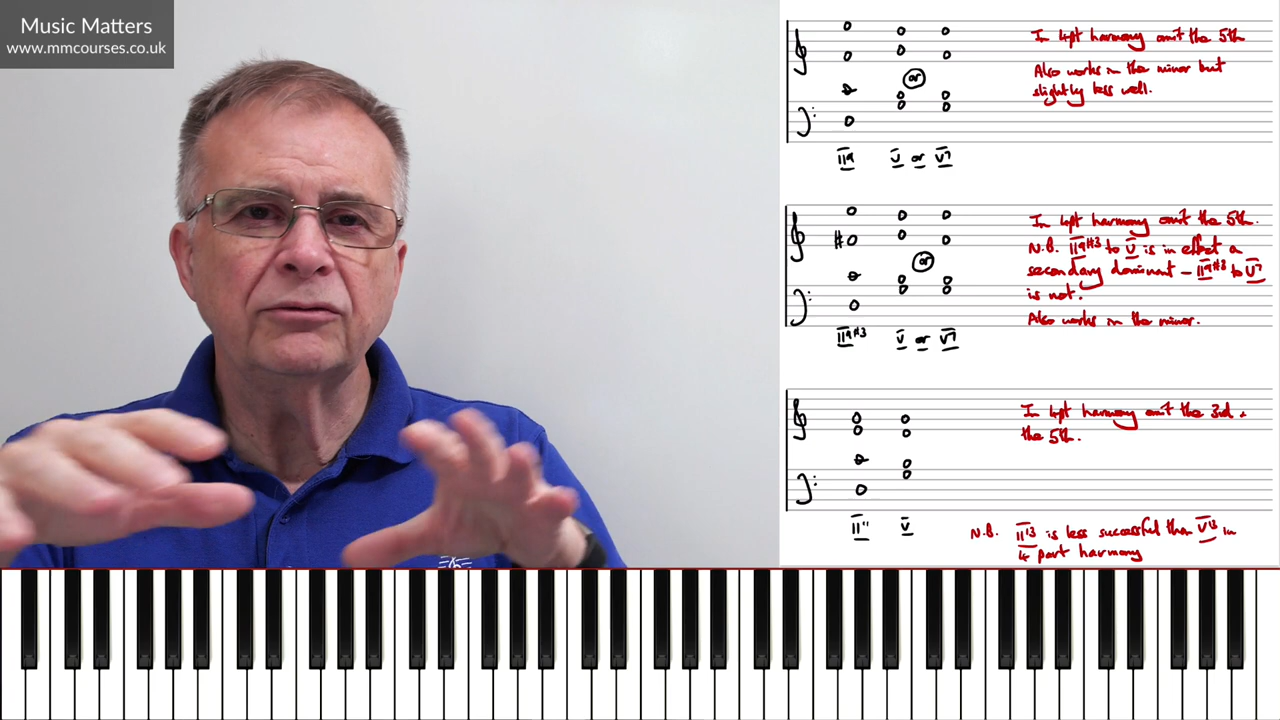 Music Matters
www.mmcourses.co.uk
In 4pt harmony omit the 5th
Also works in the minor but
slightly less well.
or
II9 V or V7
In 4pt harmony omit the 5th.
N.B. II9#3 to V is in effect a
secondary dominant - II9#3 to V7
is not.
Also works in the minor.
or
II9#3 V or V7
In 4pt harmony omit the 3rd +
the 5th.
II11 V
N.B. II13 is less successful than V13 in
4 part harmony